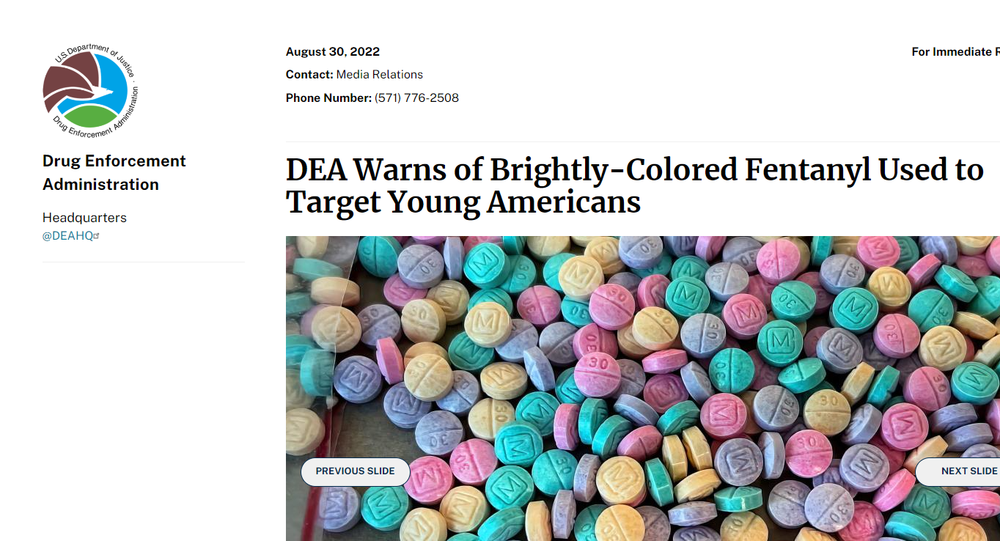 U.S. Department of Justice ·
Drug Enforcement Administration
Drug Enforcement
Administration
Headquarters
@DEAHQ
August 30, 2022
Contact: Media Relations
Phone Number: (571) 776-2508
For Immediate R
DEA Warns of Brightly-Colored Fentanyl Used to
Target Young Americans
M
30
PREVIOUS SLIDE
NEXT SLIDE